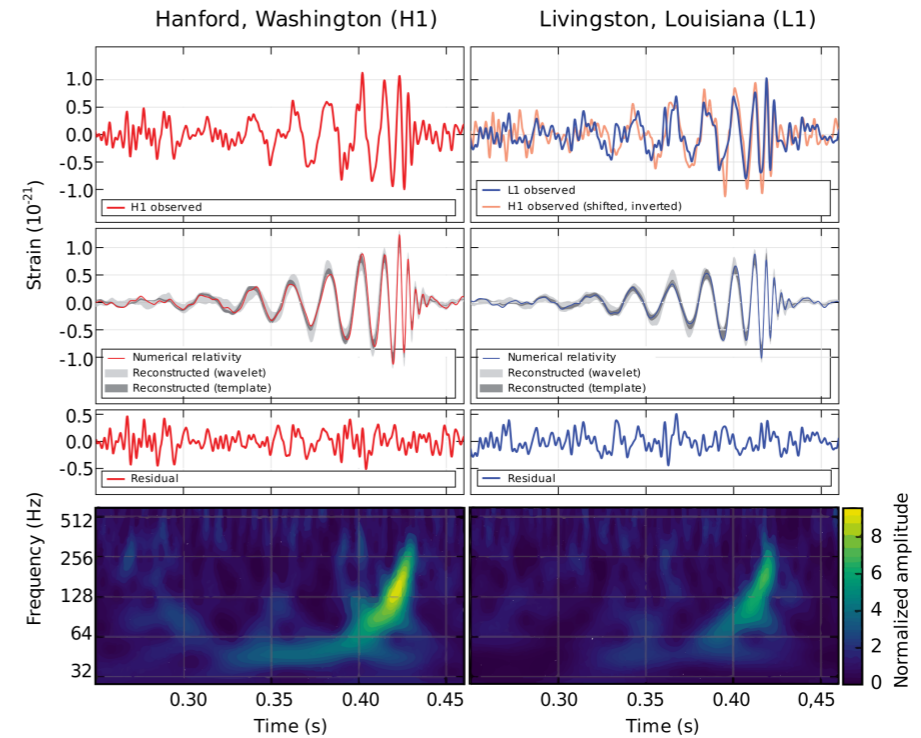 Hanford, Washington (H1)
Livingston, Louisiana (L1)
Strain (10-21)
1.0
0.5
0.0
-0.5
-1.0
H1 observed
L1 observed
H1 observed (shifted, inverted)
1.0
0.5
0.0
-0.5
-1.0
Numerical relativity
Reconstructed (wavelet)
Reconstructed (template)
Numerical relativity
Reconstructed (wavelet)
Reconstructed (template)
0.5
0.0
-0.5
Residual
Residual
Frequency (Hz)
512
256
128
64
32
Normalized amplitude
8
6
4
2
0
0.30 0.35 0.40 0.45
0.30 0.35 0.40 0,45
Time (s)
Time (s)